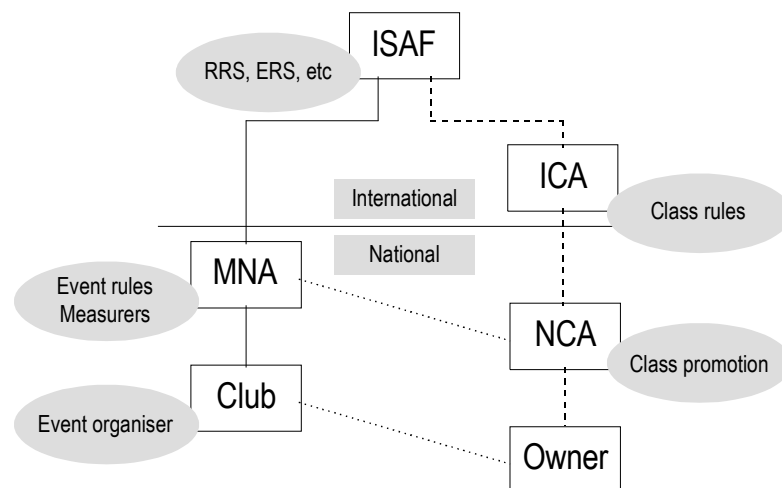 ISAF
RRS, ERS, etc
ICA
International
Class rules
MNA
National
Event rules
Measurers
NCA
Class promotion
Club
Event organiser
Owner